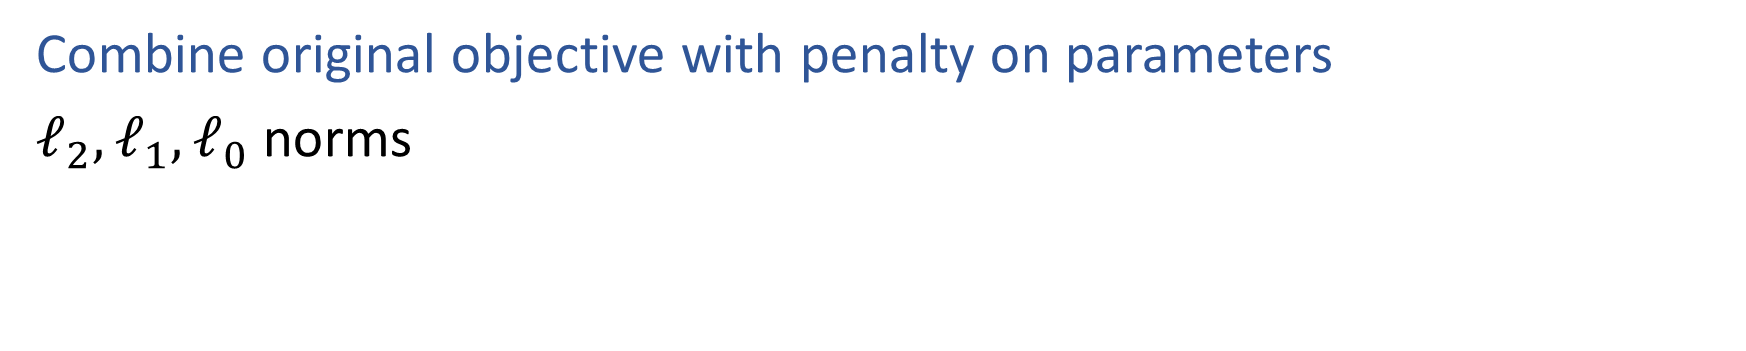 Combine original objective with penalty on parameters
ℓ₂, ℓ₁, ℓ₀ norms